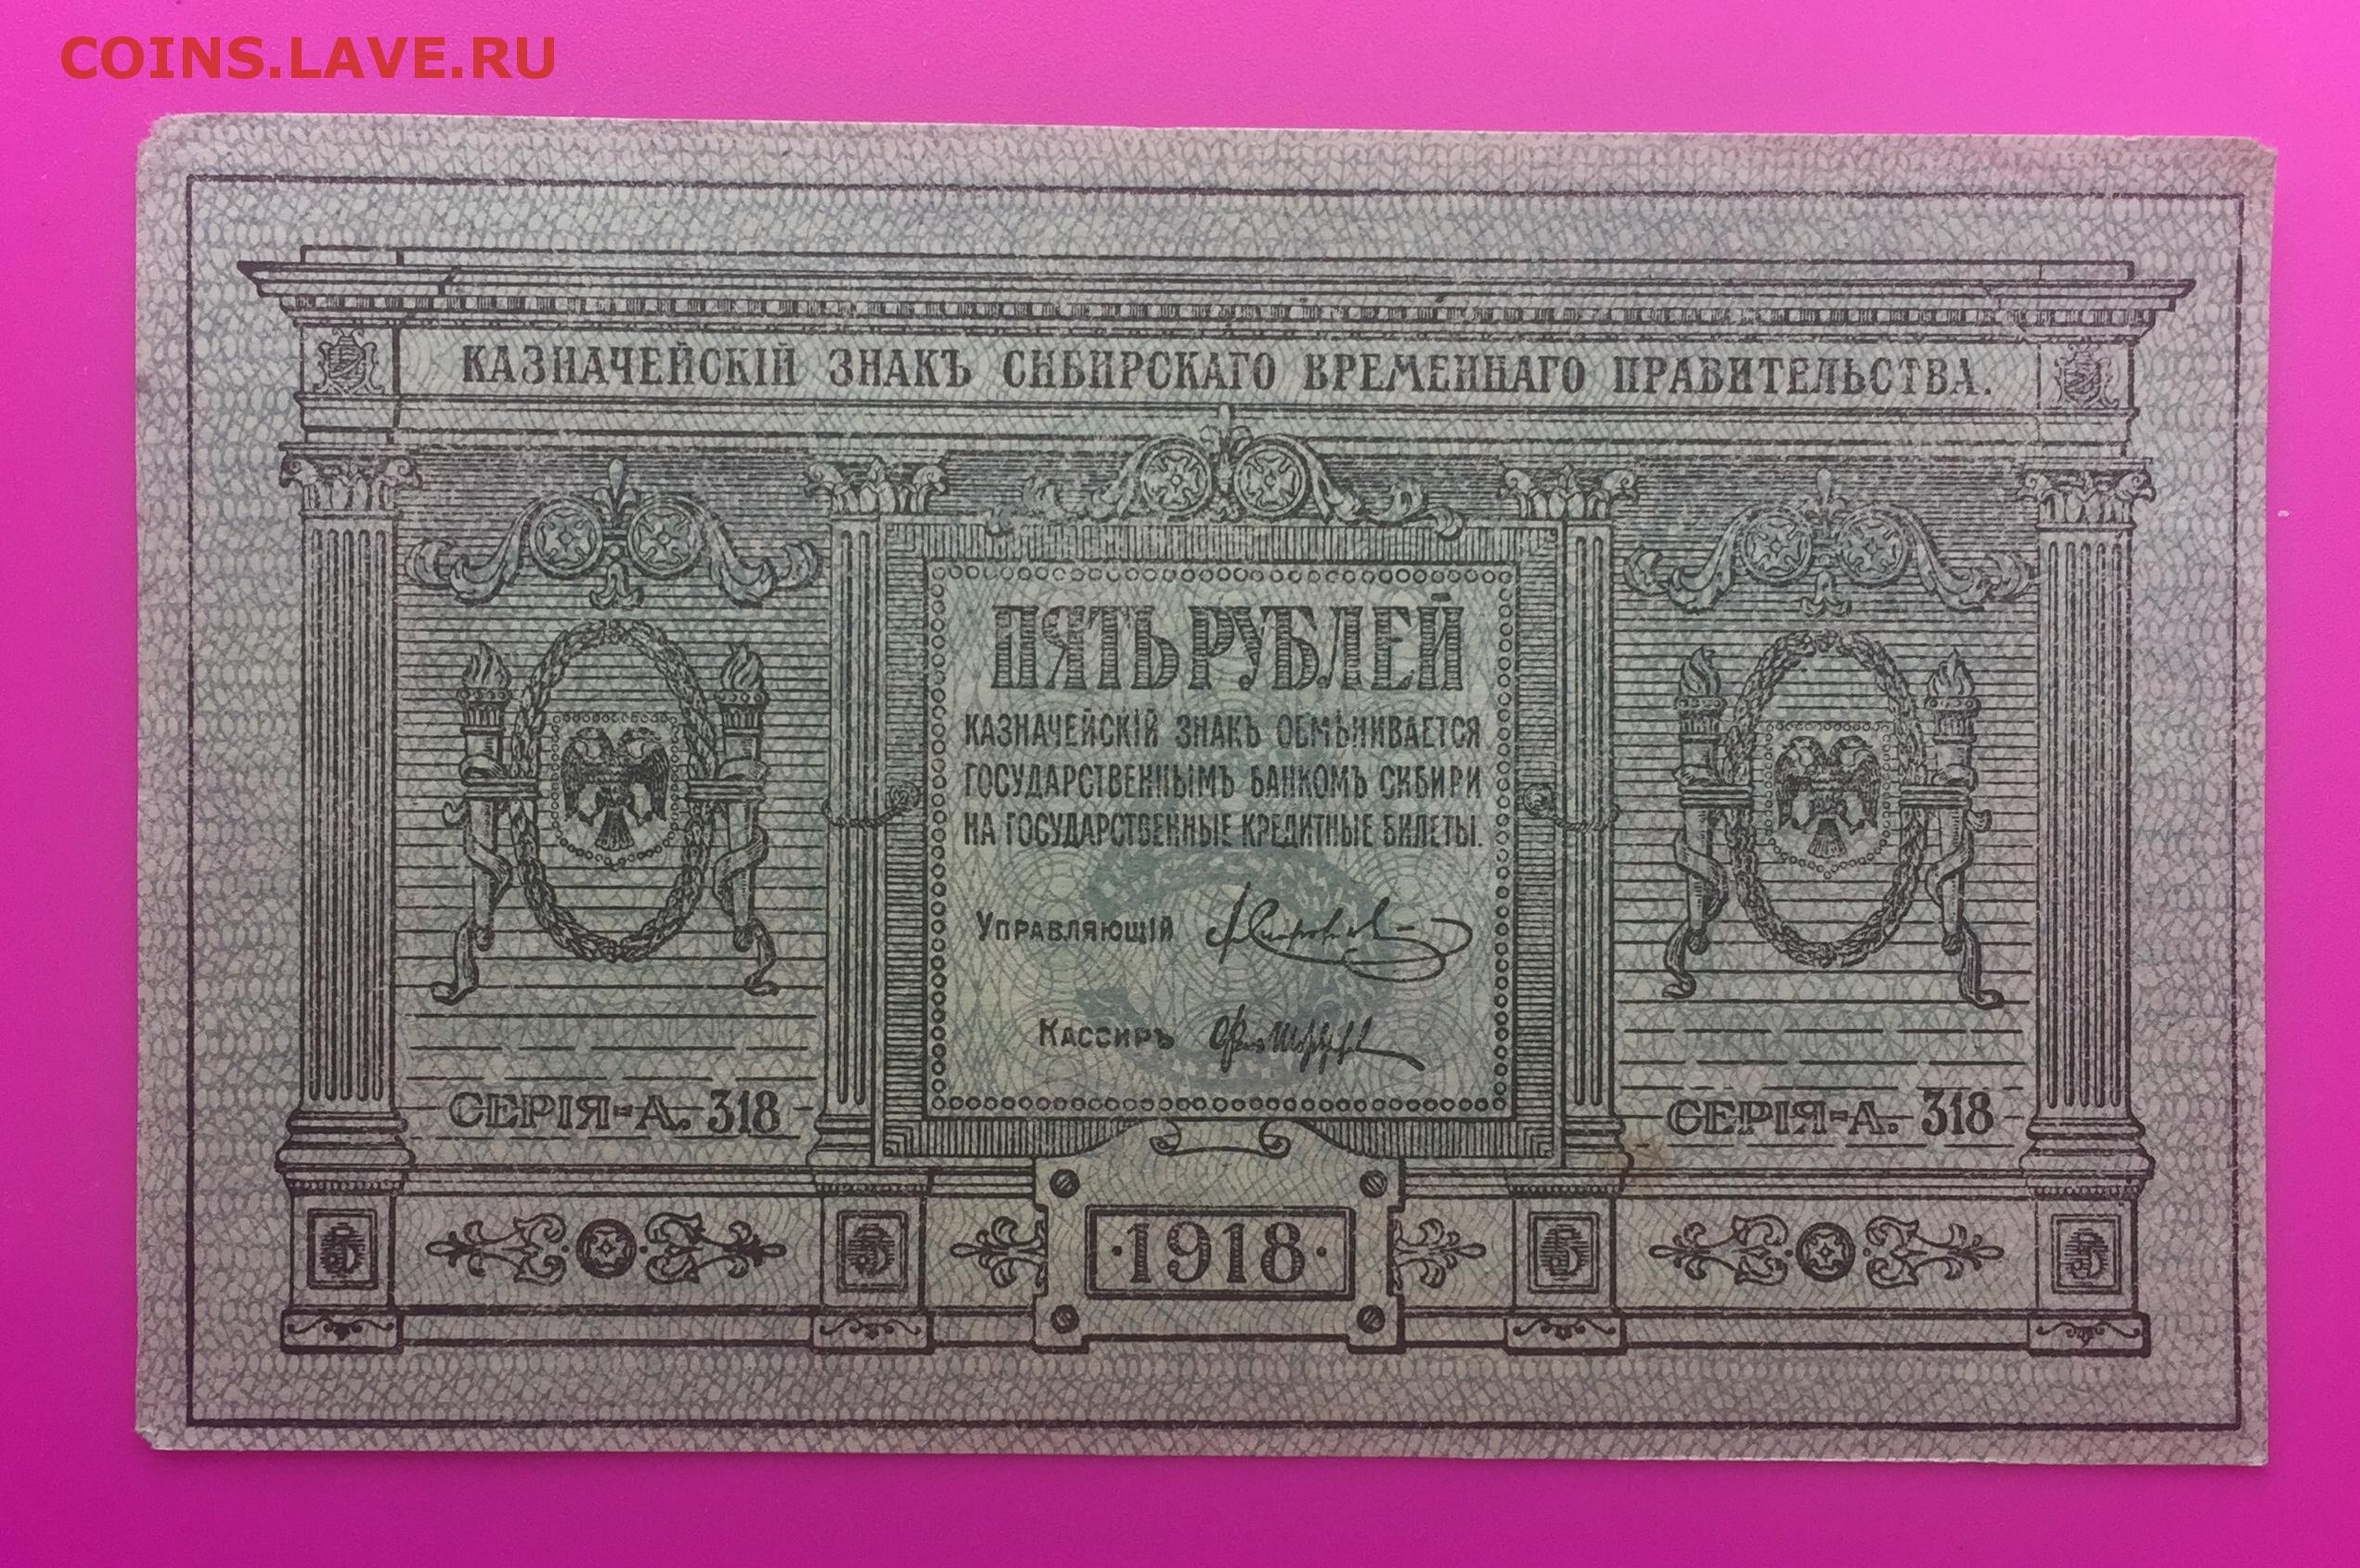 COINS.LAVE.RU
КАЗНАЧЕЙСКІЙ ЗНАКЪ СИБИРСКАГО ВРЕМЕННАГО ПРАВИТЕЛЬСТВА.
ПЯТЬ РУБЛЕЙ
КАЗНАЧЕЙСКІЙ ЗНАКЪ ОБМѢНИВАЕТСЯ
ГОСУДАРСТВЕННЫМЪ БАНКОМЪ СИБИРИ
НА ГОСУДАРСТВЕННЫЕ КРЕДИТНЫЕ БИЛЕТЫ.
УПРАВЛЯЮЩІЙ
КАССИРЪ
СЕРІЯ-А. 318
СЕРІЯ-А. 318
5
5
·1918·
5
5
5